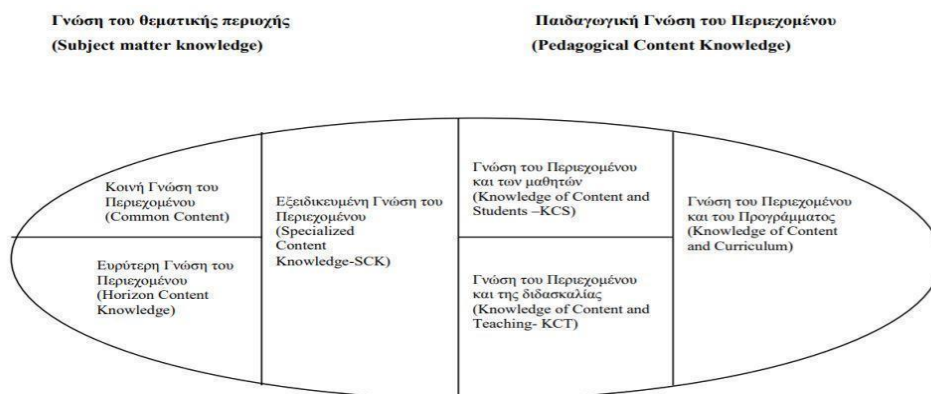 Γνώση του θεματικής περιοχής
(Subject matter knowledge)
Παιδαγωγική Γνώση του Περιεχομένου
(Pedagogical Content Knowledge)
Κοινή Γνώση του
Περιεχομένου
(Common Content)
Ευρύτερη Γνώση του
Περιεχομένου
(Horizon Content
Knowledge)
Εξειδικευμένη Γνώση του
Περιεχομένου
(Specialized
Content
Knowledge-SCK)
Γνώση του Περιεχομένου
και των μαθητών
(Knowledge of Content and
Students –KCS)
Γνώση του Περιεχομένου
και της διδασκαλίας
(Knowledge of Content and
Teaching- KCT)
Γνώση του Περιεχομένου
και του Προγράμματος
(Knowledge of Content
and Curriculum)